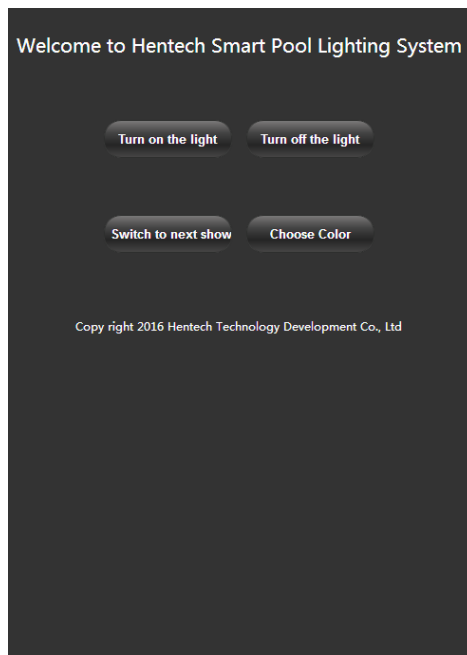 Welcome to Hentech Smart Pool Lighting System
Turn on the light Turn off the light
Switch to next show Choose Color
Copy right 2016 Hentech Technology Development Co., Ltd